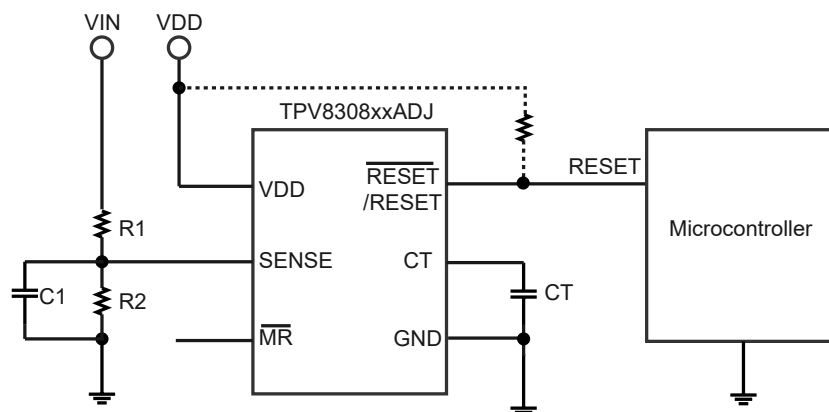 VIN
VDD
TPV8308xxADJ
VDD
RESET
/RESET
RESET
Microcontroller
R1
SENSE
CT
C1
R2
CT
MR
GND